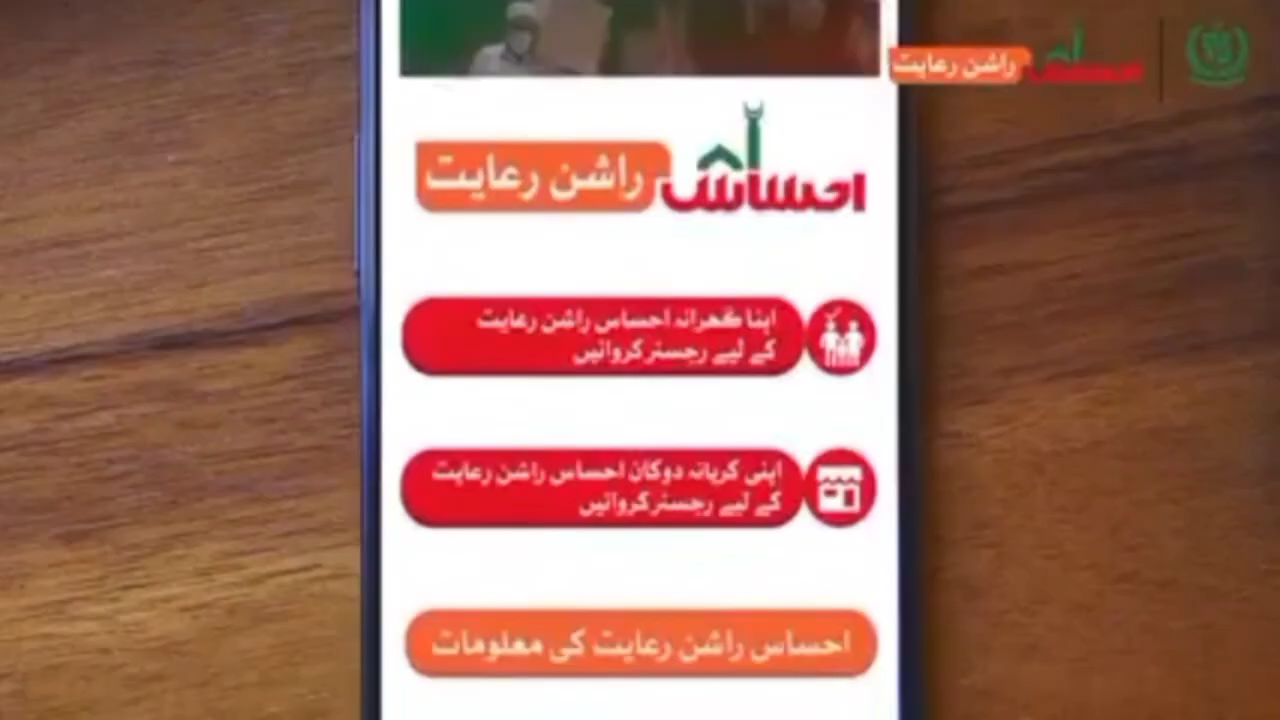 راشن رعایت احساس
احساس راشن رعایت
اپنا گھرانہ احساس راشن رعایت
کے لیے رجسٹر کروائیں
اپنی کریانہ دوکان احساس راشن رعایت
کے لیے رجسٹر کروائیں
احساس راشن رعایت کی معلومات